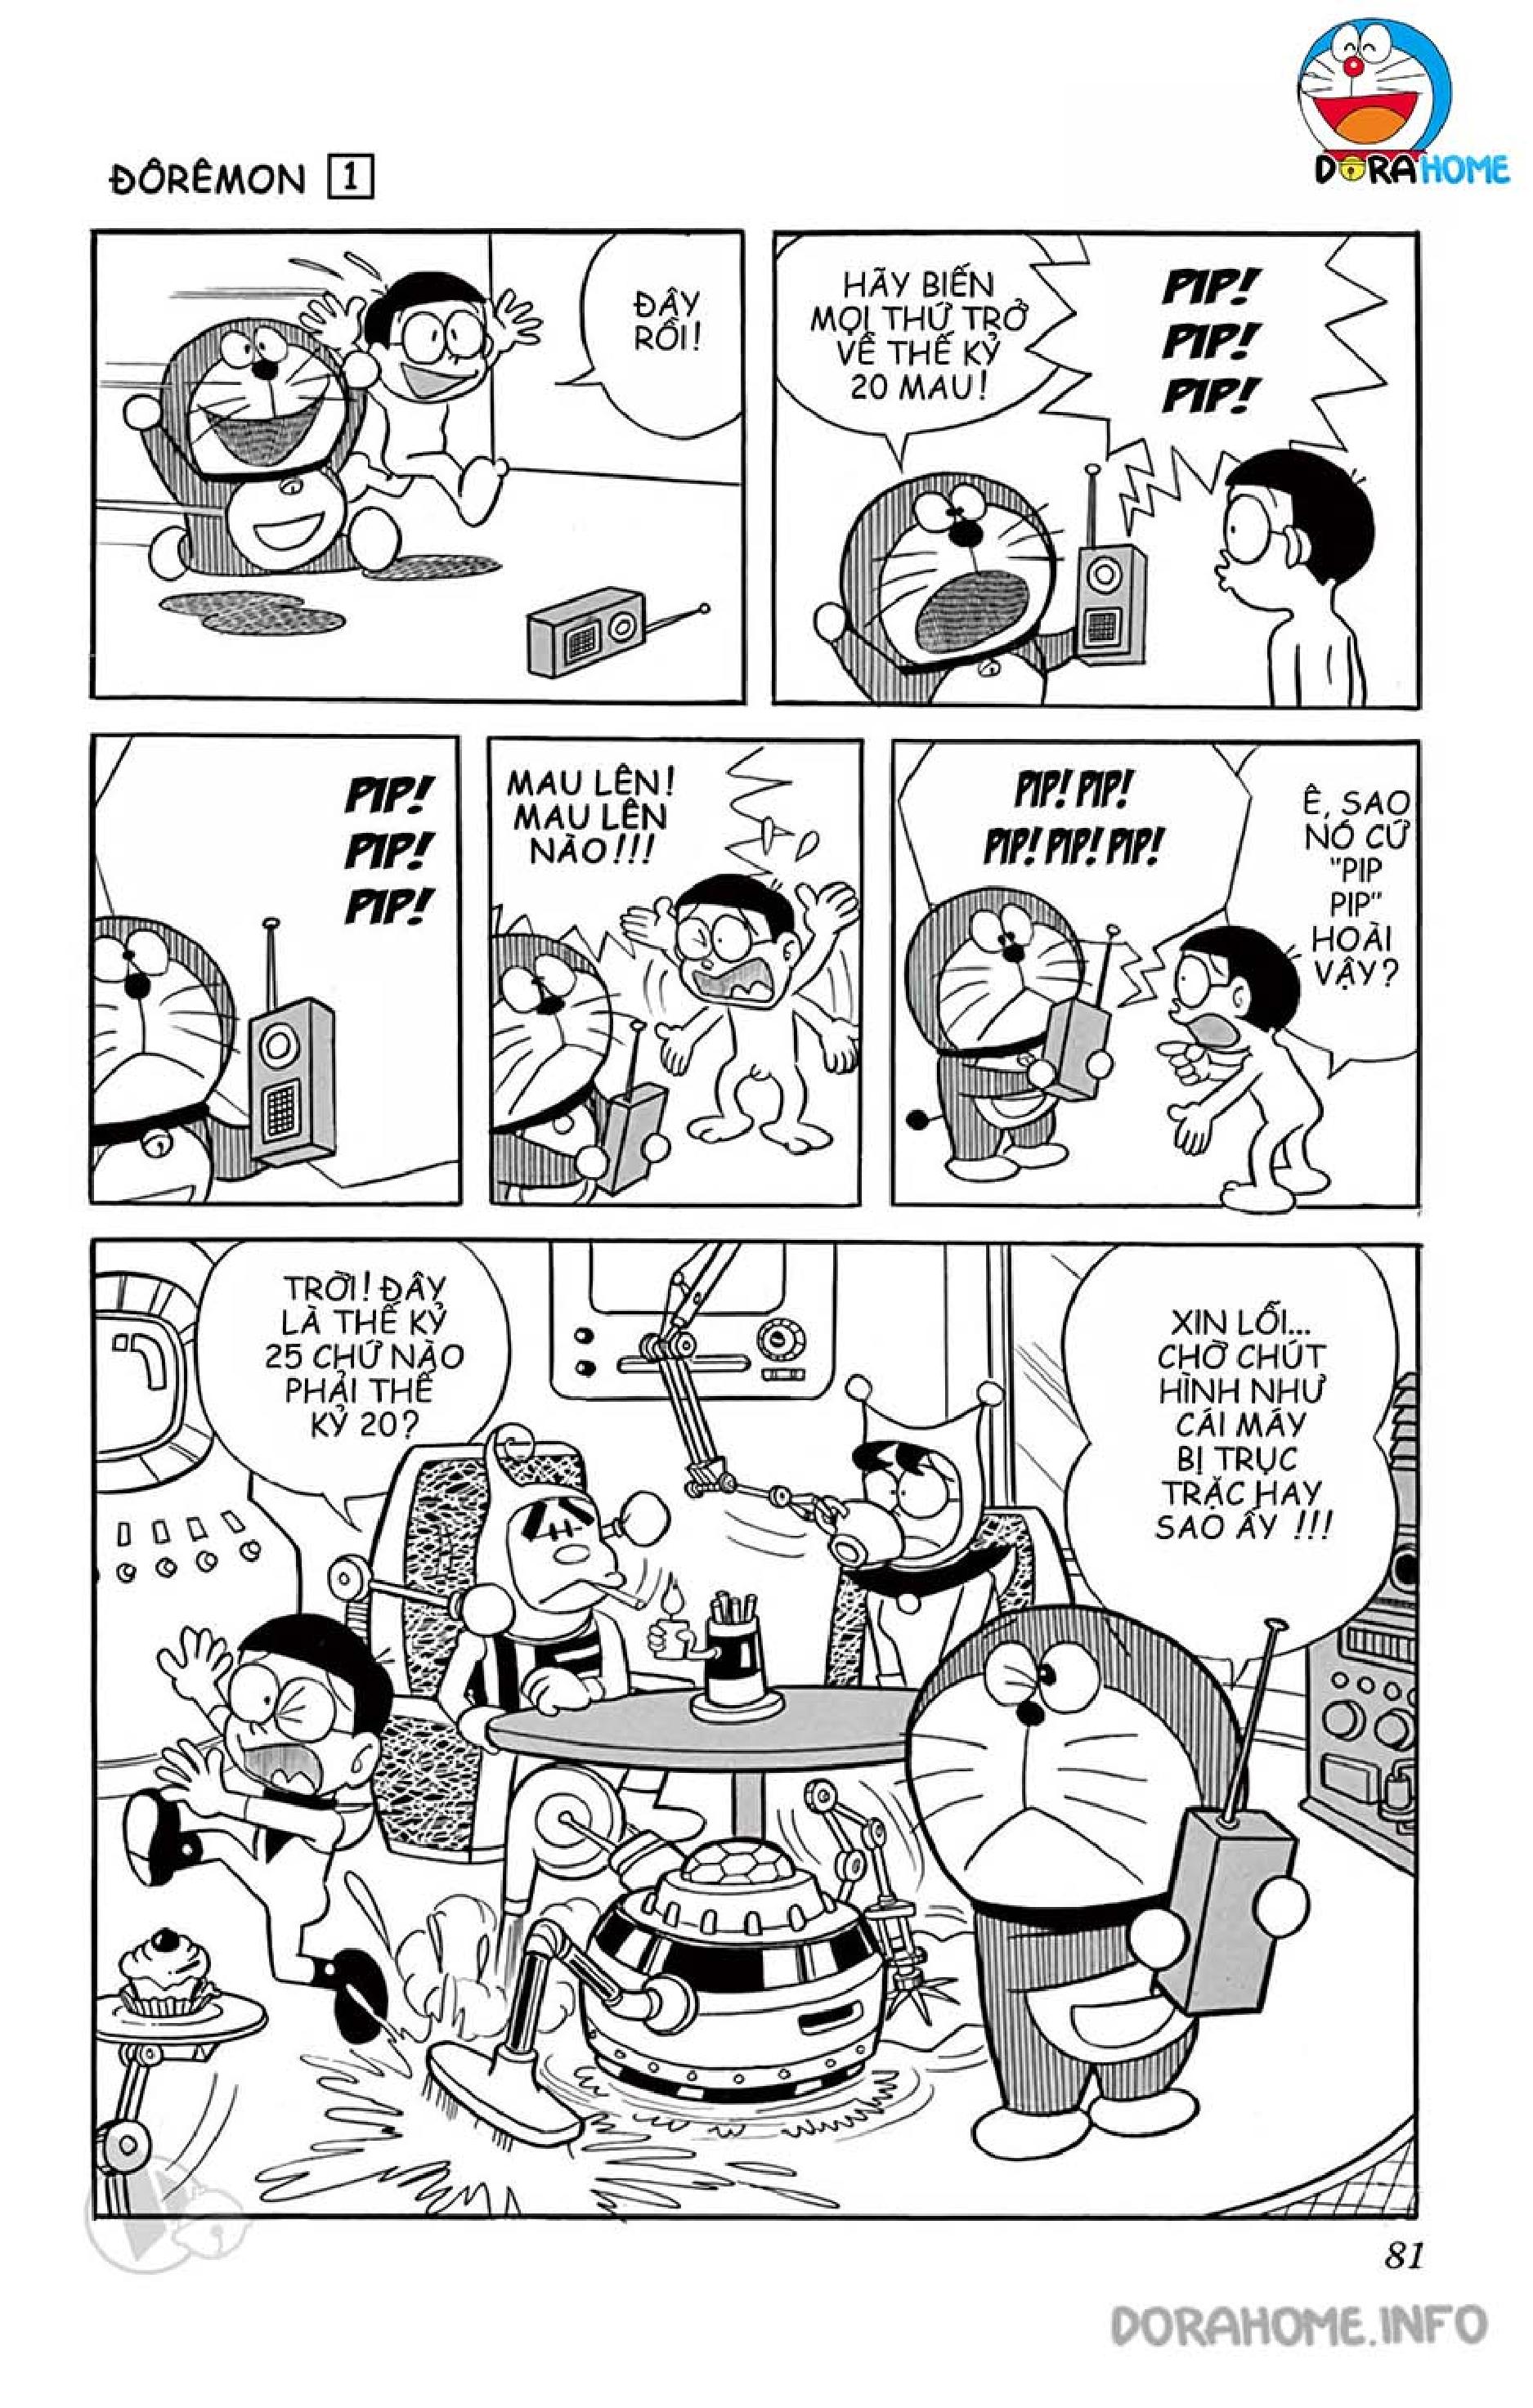 DORAHOME
ĐÔRÊMON 1
ĐÂY
RỒI!
HÃY BIẾN
MỌI THỨ TRỞ
VỀ THẾ KỶ
20 MAU!
PIP!
PIP!
PIP!
PIP!
PIP!
PIP!
MAU LÊN!
MAU LÊN
NÀO!!!
PIP! PIP!
PIP! PIP! PIP!
Ê, SAO
NÓ CỨ
"PIP
PIP"
HOÀI
VẬY?
TRỜI! ĐÂY
LÀ THẾ KỶ
25 CHỨ NÀO
PHẢI THẾ
KỶ 20?
XIN LỖI...
CHỜ CHÚT
HÌNH NHƯ
CÁI MÁY
BỊ TRỤC
TRẶC HAY
SAO ẤY !!!
81
DORAHOME.INFO